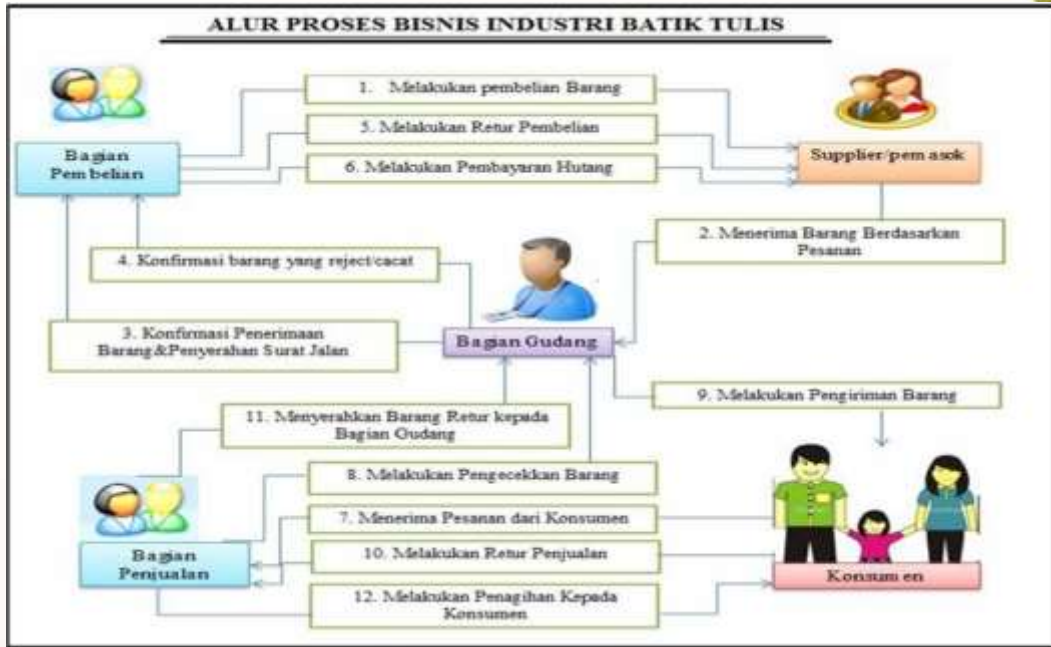 ALUR PROSES BISNIS INDUSTRI BATIK TULIS
1. Melakukan pembelian Barang
5. Melakukan Retur Pembelian
6. Melakukan Pembayaran Hutang
Bagian
Pembelian
Supplier/pemasok
2. Menerima Barang Berdasarkan
Pesanan
4. Konfirmasi barang yang reject/cacat
3. Konfirmasi Penerimaan
Barang&Penyerahan Surat Jalan
Bagian Gudang
9. Melakukan Pengiriman Barang
11. Menyerahkan Barang Retur kepada
Bagian Gudang
8. Melakukan Pengecekkan Barang
7. Menerima Pesanan dari Konsumen
10. Melakukan Retur Penjualan
12. Melakukan Penagihan Kepada
Konsumen
Bagian
Penjualan
Konsumen